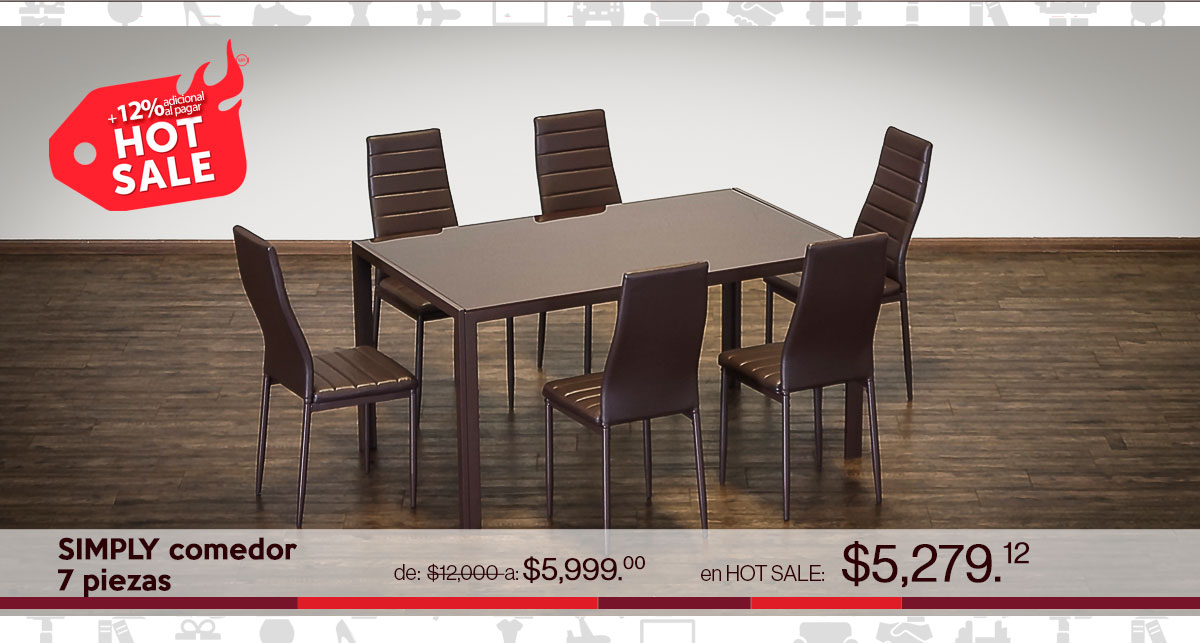 +12% adicional al pagar
HOT
SALE
SIMPLY comedor
7 piezas
de: $12,000 a: $5,999.00
en HOT SALE: $5,279.12